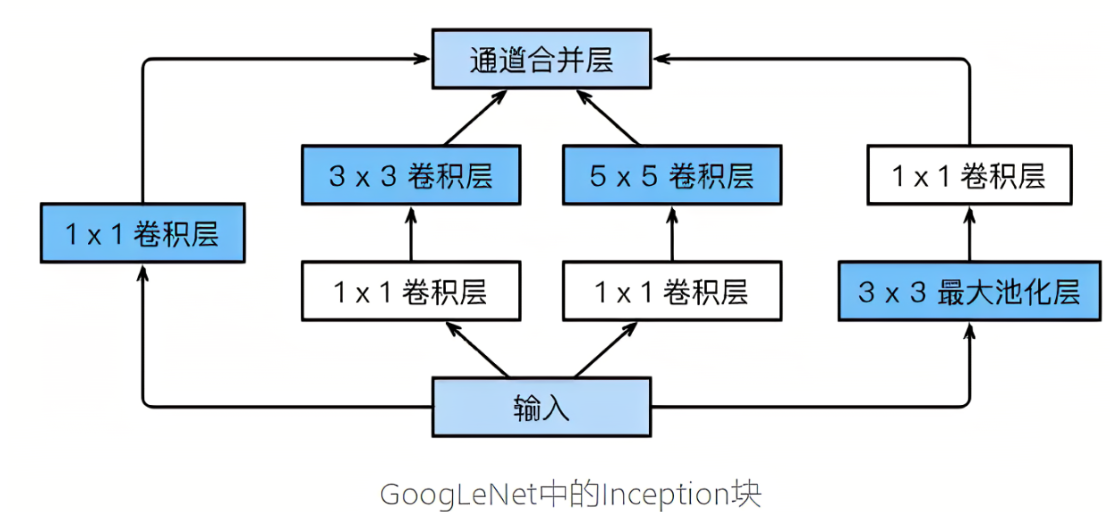 通道合并层
3 x 3 卷积层
5 x 5 卷积层
1 x 1 卷积层
1 x 1 卷积层
1 x 1 卷积层
1 x 1 卷积层
3 x 3 最大池化层
输入
GoogLeNet中的Inception块